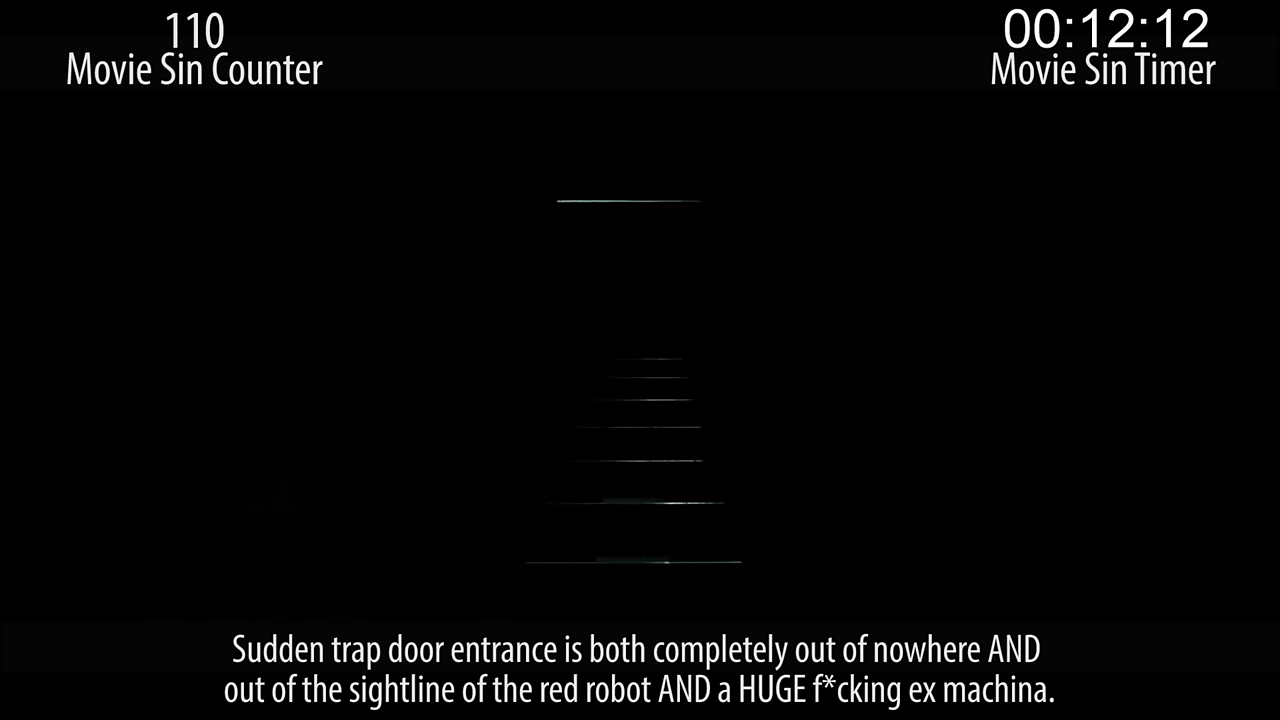 110
Movie Sin Counter
00:12:12
Movie Sin Timer
Sudden trap door entrance is both completely out of nowhere AND
out of the sightline of the red robot AND a HUGE f*cking ex machina.